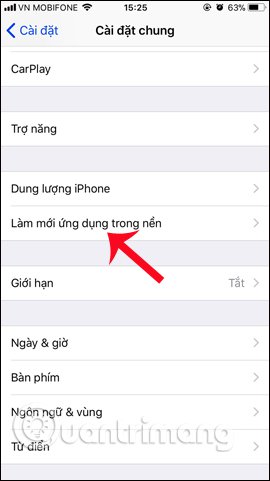 VN MOBIFONE 15:25 63%
Cài đặt Cài đặt chung
CarPlay
Trợ năng
Dung lượng iPhone
Làm mới ứng dụng trong nền
Giới hạn Tắt
Ngày & giờ
Bàn phím
Ngôn ngữ & vùng
Từ điển
Quantrimang